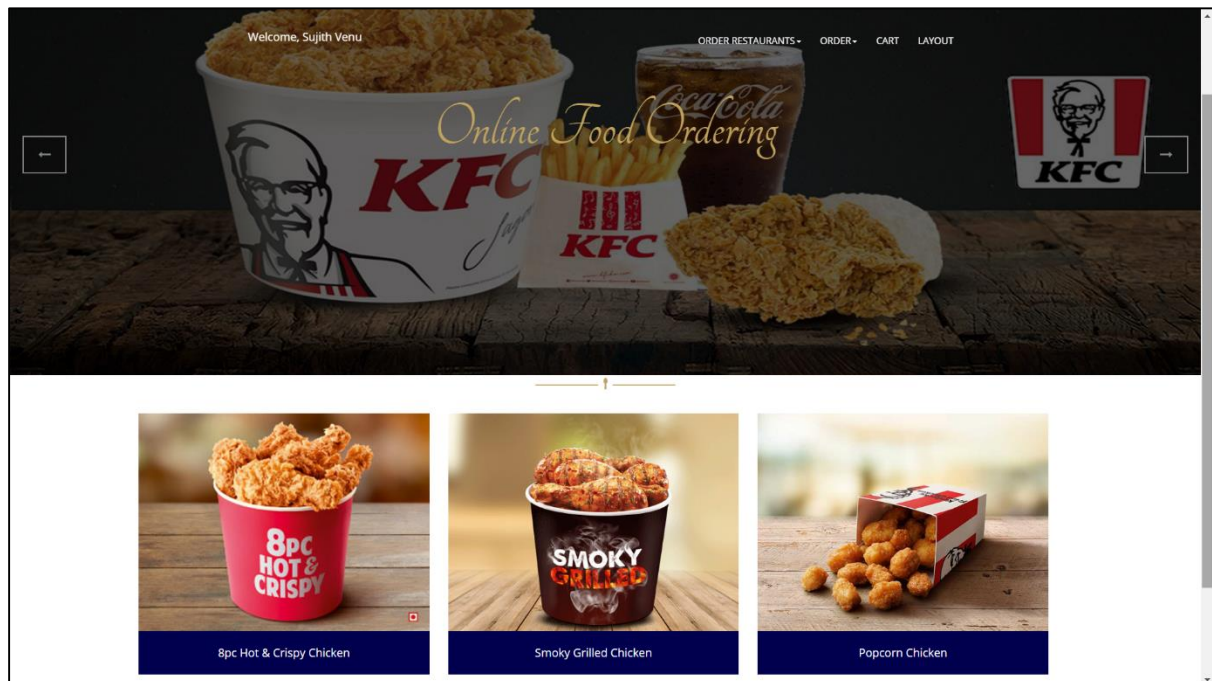 Welcome, Sujith Venu
ORDER RESTAURANTS
ORDER
CART
LAYOUT
Coca-Cola
Online Food Ordering
KFC
KFC
KFC
8PC
HOT &
CRISPY
SMOKY
GRILLED
8pc Hot & Crispy Chicken
Smoky Grilled Chicken
Popcorn Chicken